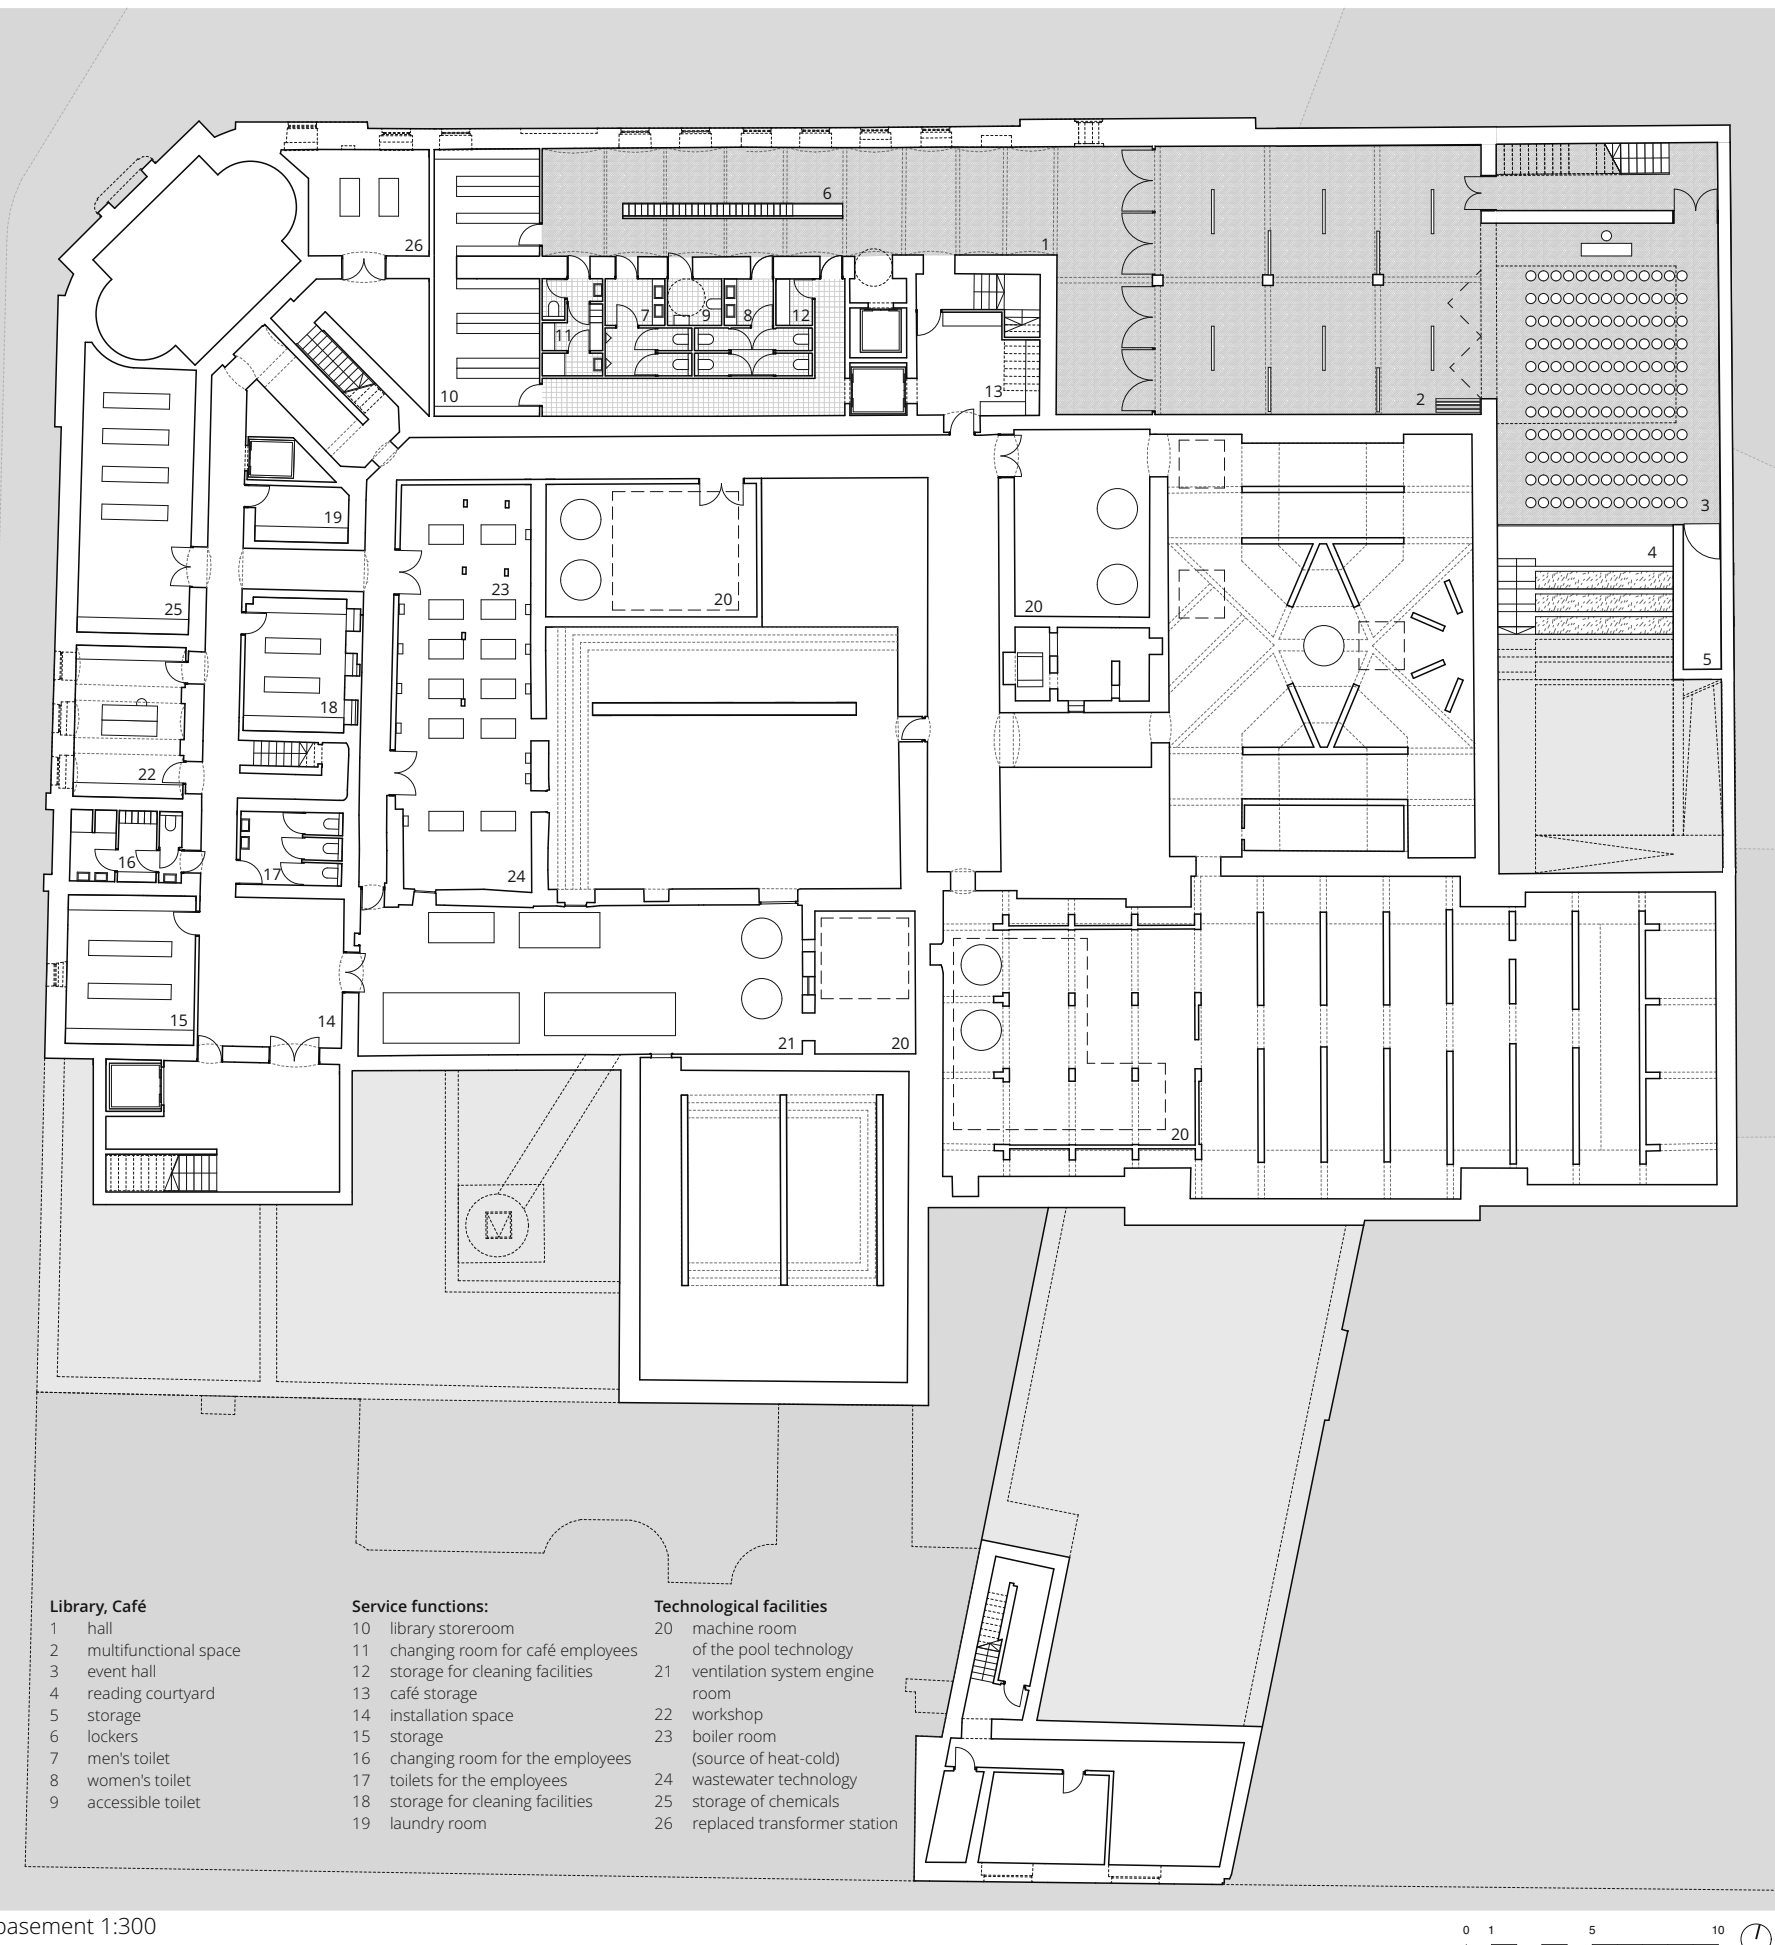 6
1
26
7
9
8
12
11
10
13
2
3
4
5
19
25
23
20
20
18
22
16
17
24
15
14
21
20
20
Library, Café
1 hall
2 multifunctional space
3 event hall
4 reading courtyard
5 storage
6 lockers
7 men's toilet
8 women's toilet
9 accessible toilet
Service functions:
10 library storeroom
11 changing room for café employees
12 storage for cleaning facilities
13 café storage
14 installation space
15 storage
16 changing room for the employees
17 toilets for the employees
18 storage for cleaning facilities
19 laundry room
Technological facilities
20 machine room
of the pool technology
21 ventilation system engine
room
22 workshop
23 boiler room
(source of heat-cold)
24 wastewater technology
25 storage of chemicals
26 replaced transformer station
basement 1:300
0 1 5 10